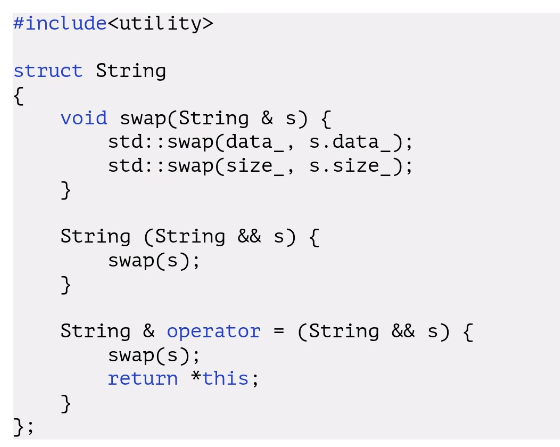 #include<utility>
struct String
{
void swap(String & s) {
std::swap(data_, s.data_);
std::swap(size_, s.size_);
}
String (String && s) {
swap(s);
}
String & operator = (String && s) {
swap(s);
return *this;
}
};